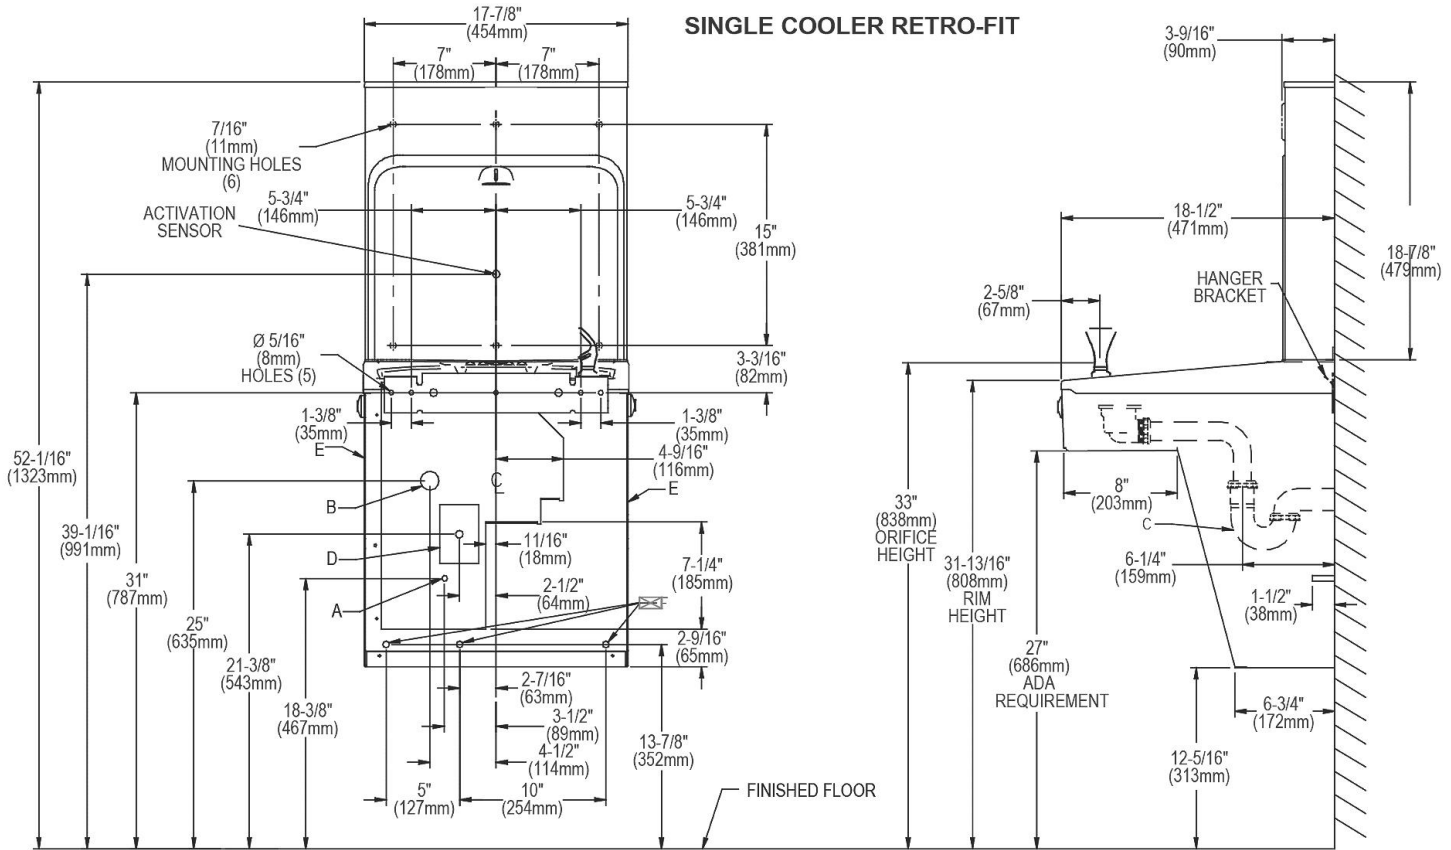 SINGLE COOLER RETRO-FIT
17-7/8"
(454mm)
7"
(178mm)
7"
(178mm)
3-9/16"
(90mm)
7/16"
(11mm)
MOUNTING HOLES
(6)
5-3/4"
(146mm)
5-3/4"
(146mm)
ACTIVATION
SENSOR
15"
(381mm)
18-1/2"
(471mm)
18-7/8"
(479mm)
HANGER
BRACKET
2-5/8"
(67mm)
Ø 5/16"
(8mm)
HOLES (5)
3-3/16"
(82mm)
1-3/8"
(35mm)
1-3/8"
(35mm)
E
4-9/16"
(116mm)
52-1/16"
(1323mm)
C
L
E
B
8"
(203mm)
33"
(838mm)
ORIFICE
HEIGHT
C
39-1/16"
(991mm)
11/16"
(18mm)
D
7-1/4"
(185mm)
6-1/4"
(159mm)
31-13/16"
(808mm)
RIM
HEIGHT
31"
(787mm)
2-1/2"
(64mm)
A
1-1/2"
(38mm)
25"
(635mm)
2-9/16"
(65mm)
27"
(686mm)
ADA
REQUIREMENT
21-3/8"
(543mm)
2-7/16"
(63mm)
18-3/8"
(467mm)
3-1/2"
(89mm)
6-3/4"
(172mm)
13-7/8"
(352mm)
4-1/2"
(114mm)
12-5/16"
(313mm)
5"
(127mm)
10"
(254mm)
FINISHED FLOOR